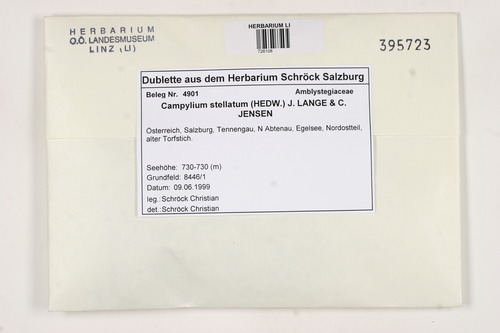 HERBARIUM
O.Ö. LANDESMUSEUM
LINZ (LI)
HERBARIUM LI
726108
395723
Dublette aus dem Herbarium Schröck Salzburg
Beleg Nr. 4901 Amblystegiaceae
Campylium stellatum (HEDW.) J. LANGE & C.
JENSEN
Österreich, Salzburg, Tennengau, N Abtenau, Egelsee, Nordostteil,
alter Torfstich.
Seehöhe: 730-730 (m)
Grundfeld: 8446/1
Datum: 09.06.1999
leg.:Schröck Christian
det.:Schröck Christian